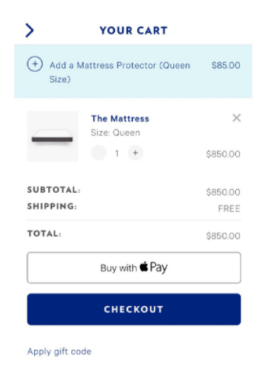 YOUR CART
Add a Mattress Protector (Queen $85.00
Size)
The Mattress
Size: Queen
1 +
$850.00
SUBTOTAL: $850.00
SHIPPING: FREE
TOTAL: $850.00
Buy with Pay
CHECKOUT
Apply gift code